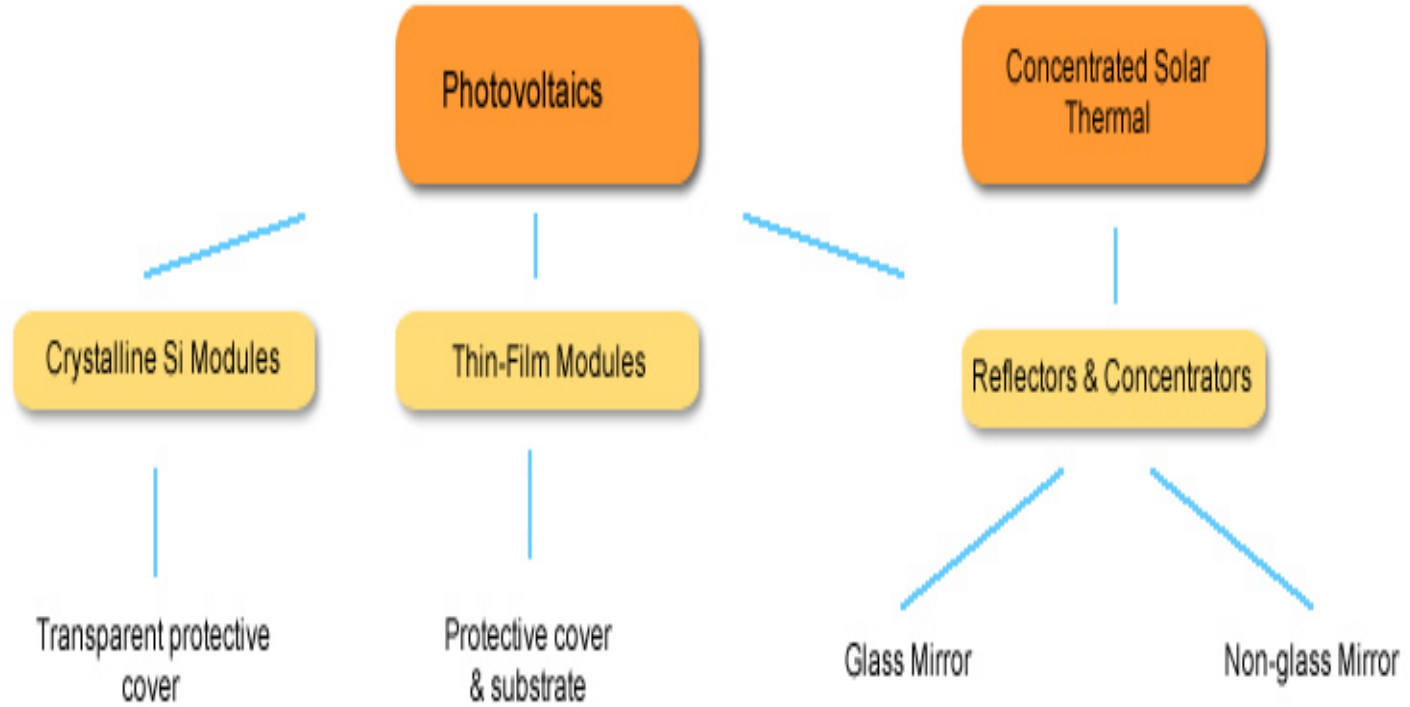 Photovoltaics
Concentrated Solar
Thermal
Crystalline Si Modules
Thin-Film Modules
Reflectors & Concentrators
Transparent protective
cover
Protective cover
& substrate
Glass Mirror
Non-glass Mirror